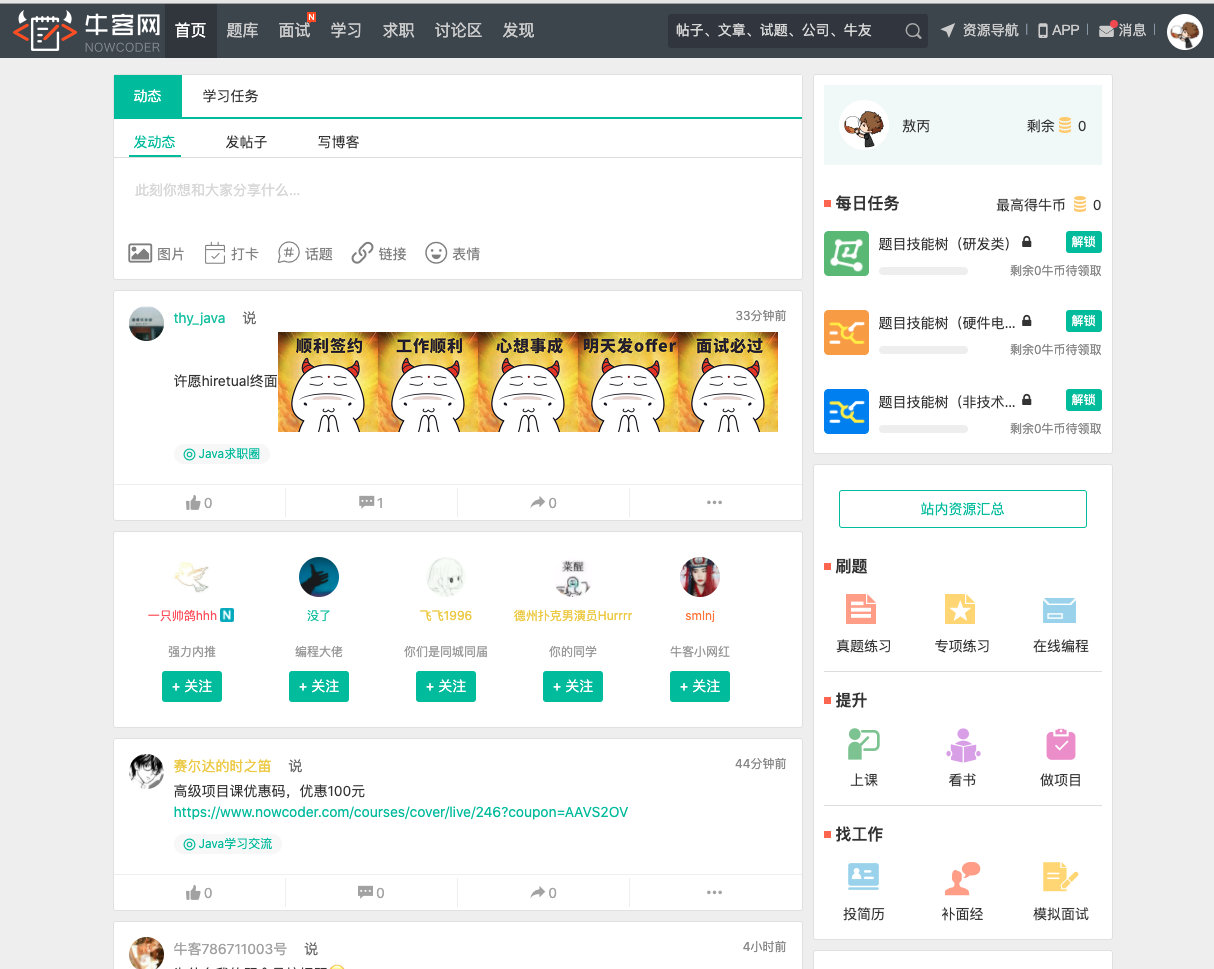 牛客网
NOWCODER
首页 题库 面试 N 学习 求职 讨论区 发现
帖子、文章、试题、公司、牛友
资源导航 APP 消息
动态 学习任务
发动态 发帖子 写博客
此刻你想和大家分享什么...
图片 打卡 话题 链接 表情
thy_java 说 33分钟前
顺利签约 工作顺利 心想事成 明天发offer 面试必过
许愿hiretual终面
Java求职圈
0 1 0
菜醒
一只帅鸽hhh N 没了 飞飞1996 德州扑克男演员Hurrrr sminj
强力内推 编程大佬 你们是同城同届 你的同学 牛客小网红
+ 关注 + 关注 + 关注 + 关注 + 关注
赛尔达的时之笛 说 44分钟前
高级项目课优惠码，优惠100元
https://www.nowcoder.com/courses/cover/live/246?coupon=AAVS2OV
Java学习交流
0 0 0
牛客786711003号 说 4小时前
敖丙 剩余 0
每日任务 最高得牛币 0
题目技能树（研发类） 解锁
剩余0牛币待领取
题目技能树（硬件电... 解锁
剩余0牛币待领取
题目技能树（非技术... 解锁
剩余0牛币待领取
站内资源汇总
刷题
真题练习 专项练习 在线编程
提升
上课 看书 做项目
找工作
投简历 补面经 模拟面试